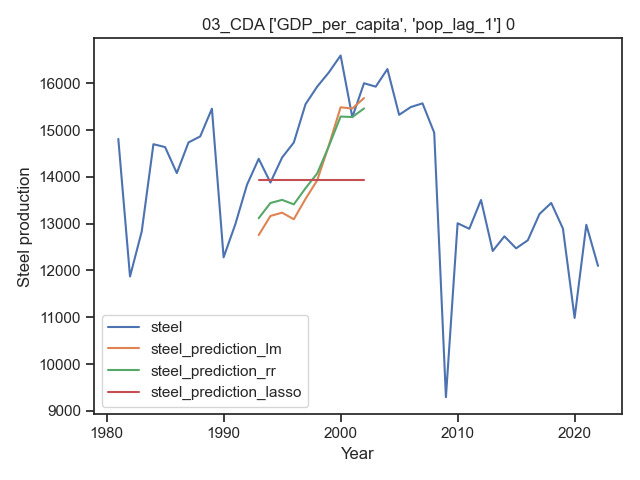 03_CDA ['GDP_per_capita', 'pop_lag_1'] 0
Steel production
16000
15000
14000
13000
12000
11000
10000
9000
steel
steel_prediction_lm
steel_prediction_rr
steel_prediction_lasso
1980
1990
2000
2010
2020
Year